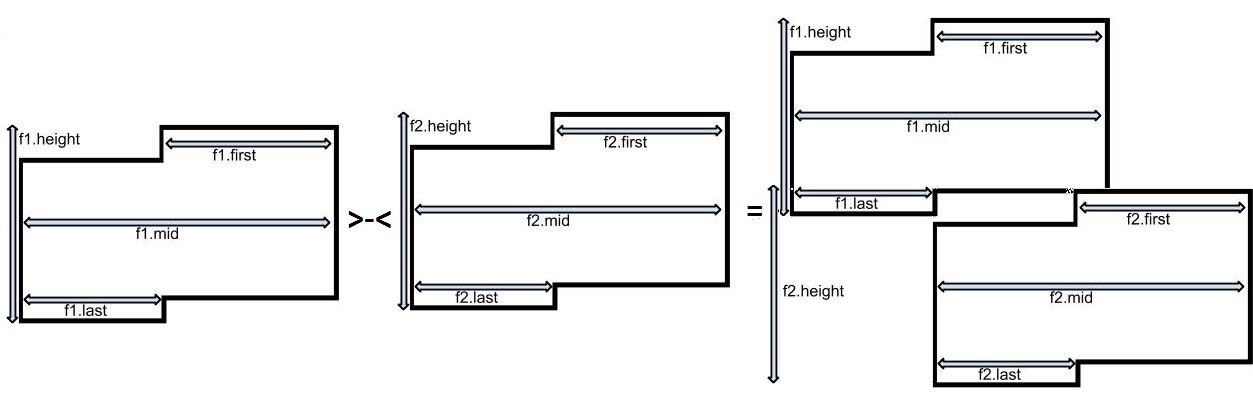 f1.height
f1.first
f1.mid
f1.last
>-<
f2.height
f2.first
f2.mid
f2.last
=
f1.height
f1.first
f1.mid
f1.last
f2.first
f2.height
f2.mid
f2.last